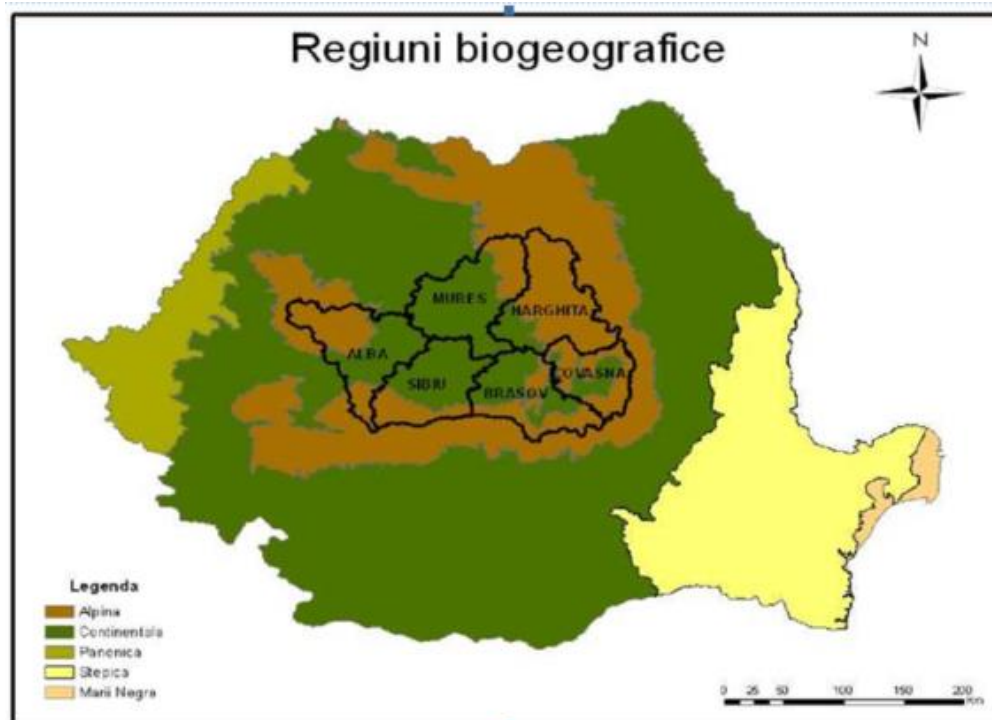 Regiuni biogeografice
N
MURES
HARGHITA
ALBA
SIBIU
BRASOV
COVASNA
Legenda
Alpina
Continentala
Panonica
Stepica
Marii Negre
0 25 50 100 150 200
Km